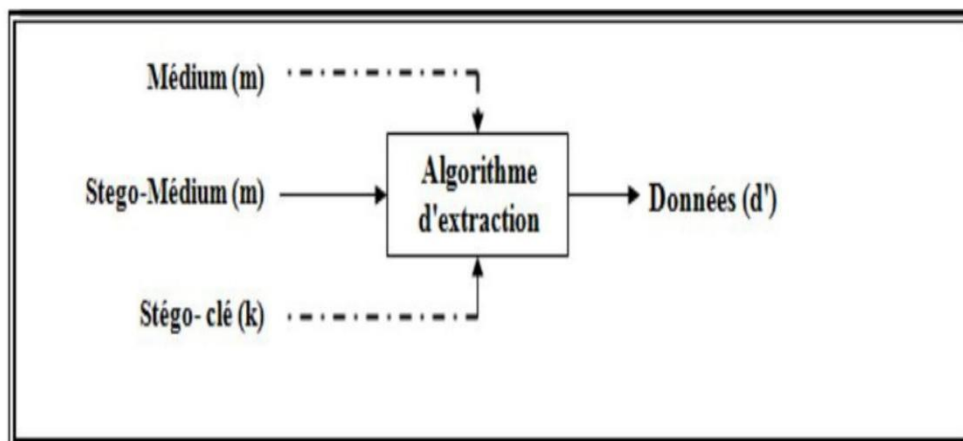 Médium (m)
Stego-Médium (m)
Algorithme
d'extraction
Données (d')
Stégo- clé (k)